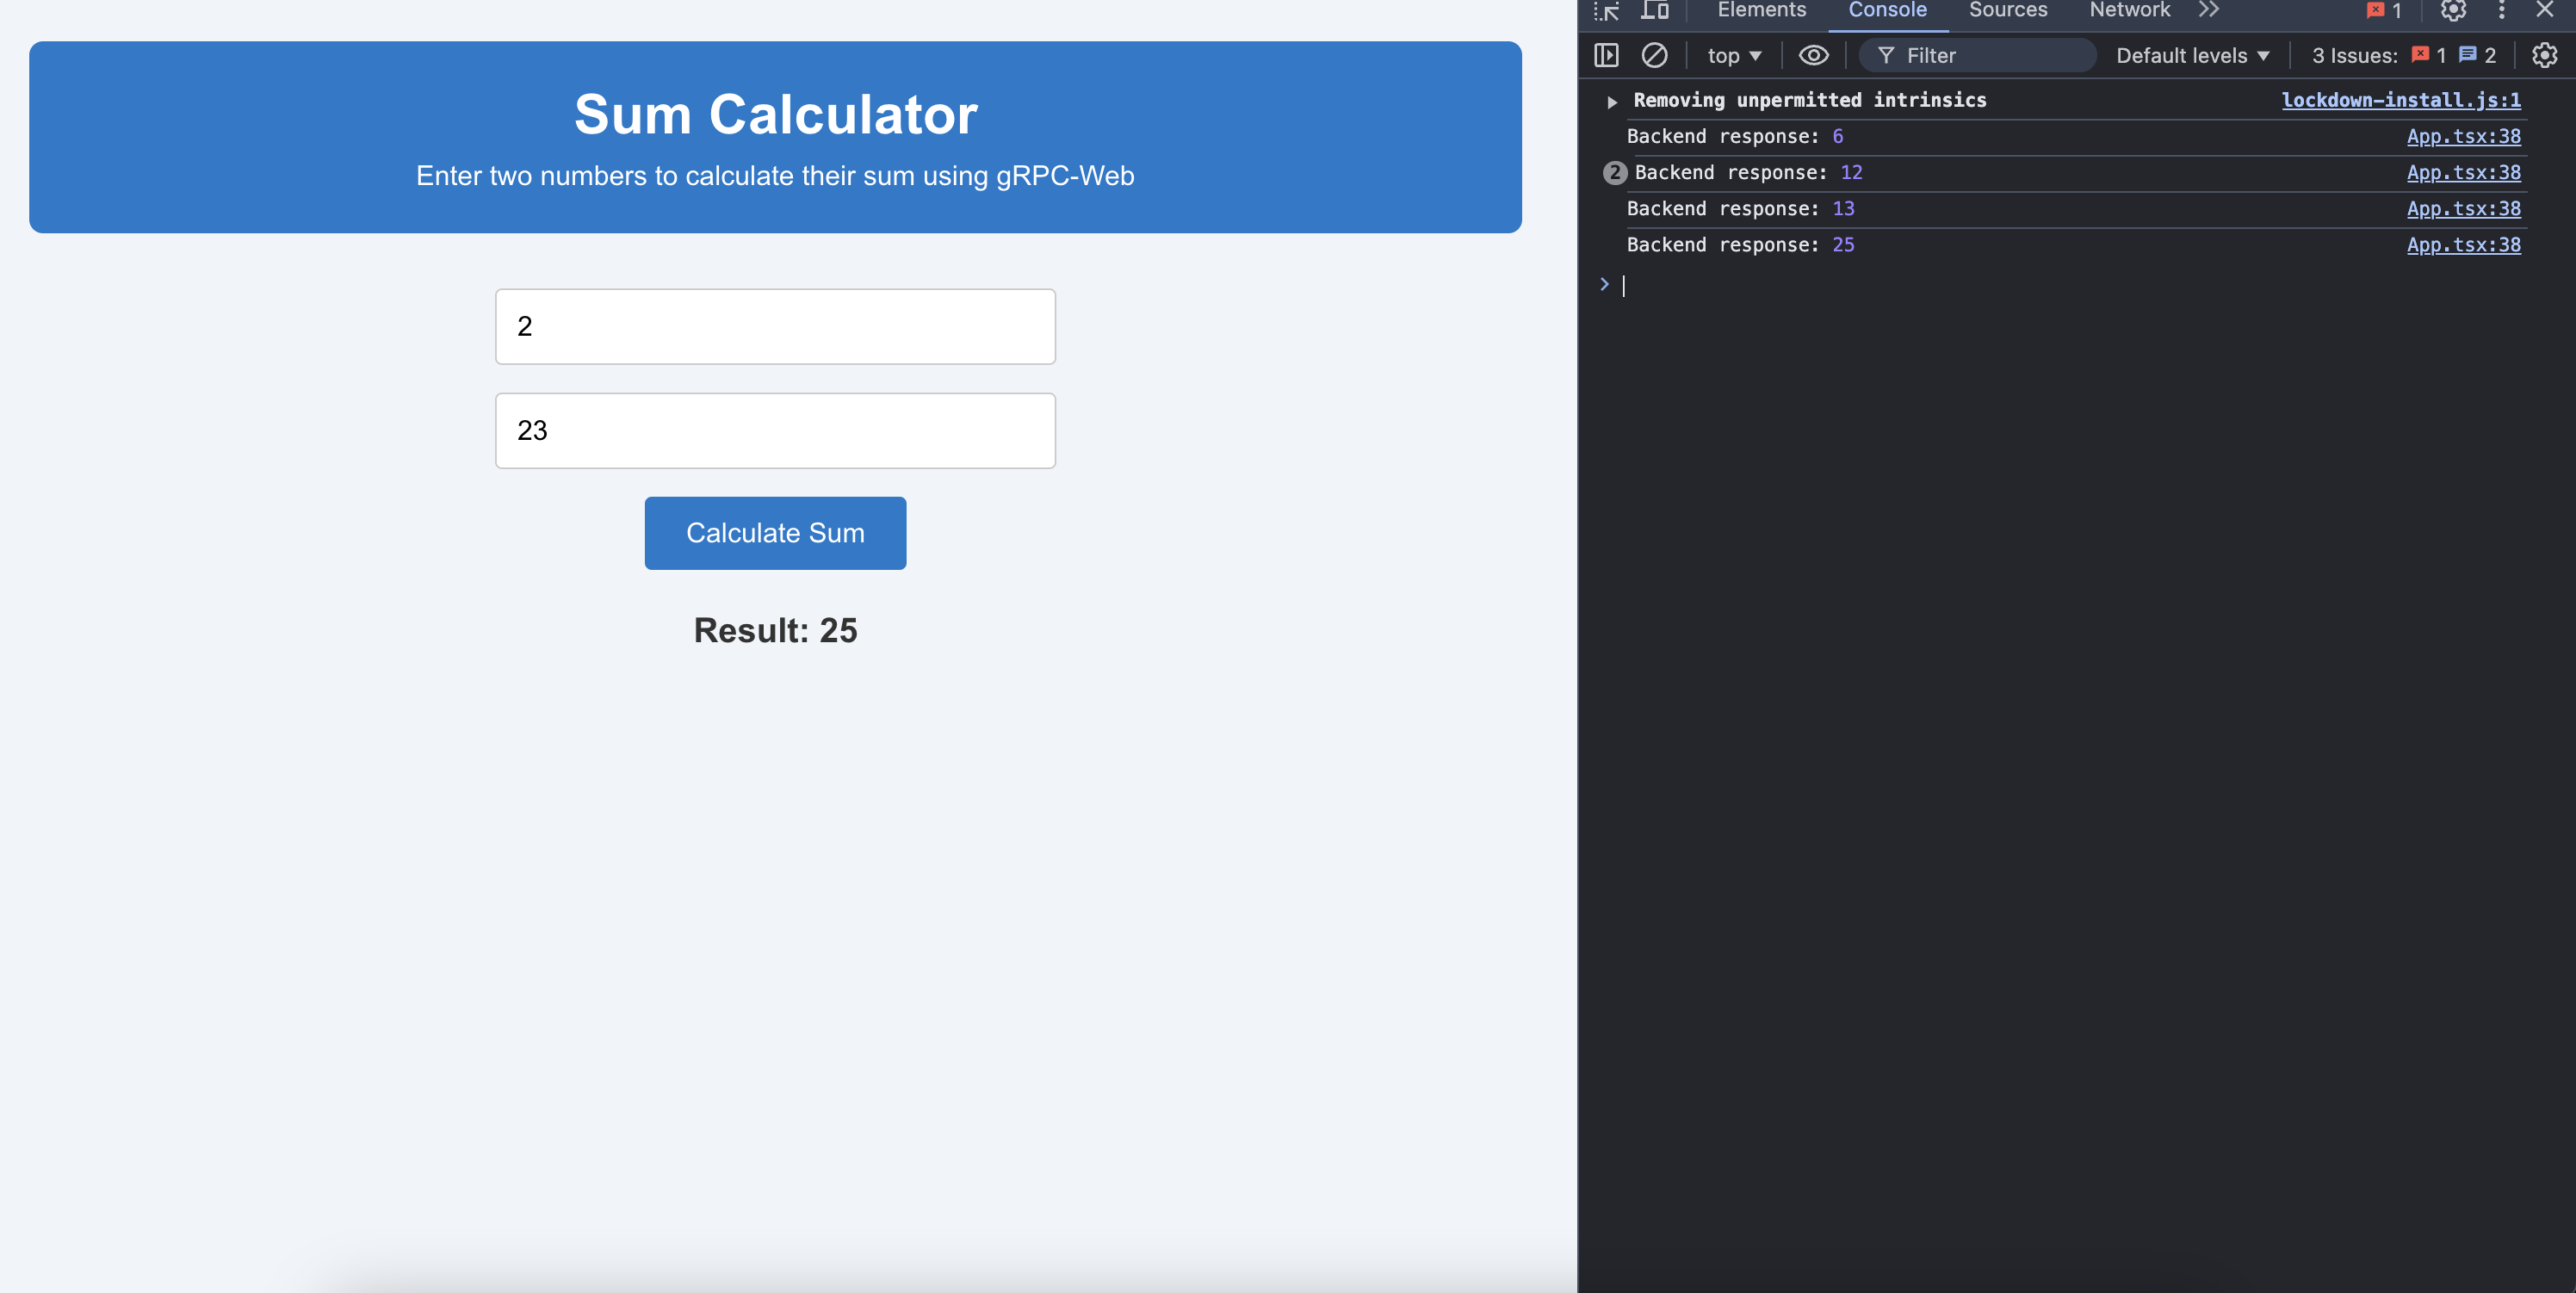 Sum Calculator
Enter two numbers to calculate their sum using gRPC-Web
2
23
Calculate Sum
Result: 25
Elements Console Sources Network 1
top Filter Default levels 3 Issues: 1 2
Removing unpermitted intrinsics lockdown-install.js:1
Backend response: 6 App.tsx:38
2 Backend response: 12 App.tsx:38
Backend response: 13 App.tsx:38
Backend response: 25 App.tsx:38